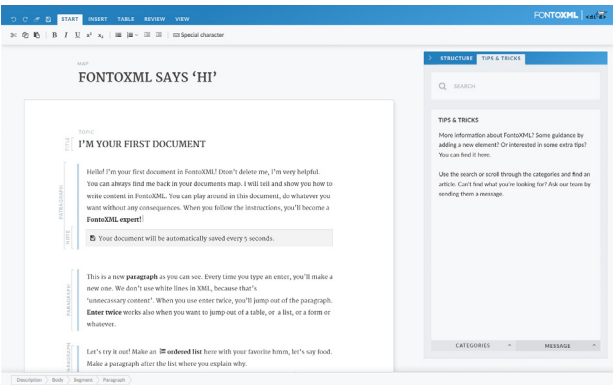 START INSERT TABLE REVIEW VIEW
FONTOXML
B I U x² x₂ Special character
MAP
FONTOXML SAYS ‘HI’
TOPIC
TITLE
I’M YOUR FIRST DOCUMENT
PARAGRAPH
Hello! I’m your first document in FontoXML! Dton’t delete me, I’m very helpful.
You can always find me back in your documents map. I will tell and show you how to
write content in FontoXML. You can play around in this document, do whatever you
want without any consequences. When you follow the instructions, you’ll become a
FontoXML expert!
NOTE
Your document will be automatically saved every 5 seconds.
PARAGRAPH
This is a new paragraph as you can see. Every time you type an enter, you’ll make a
new one. We don’t use white lines in XML, because that’s
‘unnecessary content’. When you use enter twice, you’ll jump out of the paragraph.
Enter twice works also when you want to jump out of a table, or a list, or a form or
whatever.
PARAGRAPH
Let’s try it out! Make an ordered list here with your favorite hmm, let’s say food.
Make a paragraph after the list where you explain why.
Description Body Segment Paragraph
STRUCTURE TIPS & TRICKS
SEARCH
TIPS & TRICKS
More information about FontoXML? Some guidance by
adding a new element? Or interested in some extra tips?
You can find it here.
Use the search or scroll through the categories and find an
article. Can’t find what you’re looking for? Ask our team by
sending them a message.
CATEGORIES MESSAGE